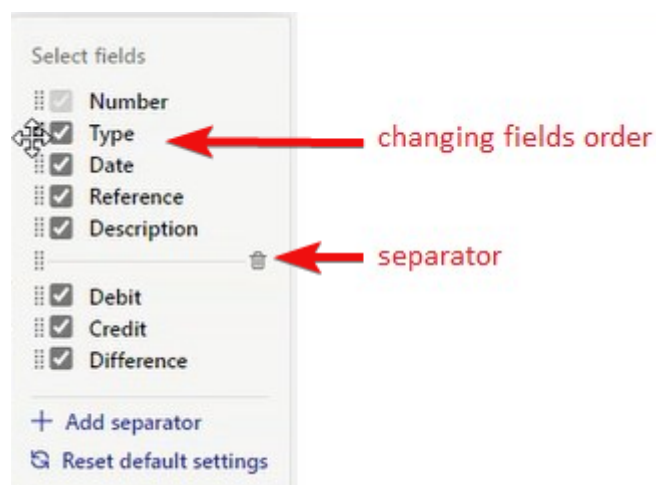 Select fields
Number
Type
changing fields order
Date
Reference
Description
separator
Debit
Credit
Difference
Add separator
Reset default settings